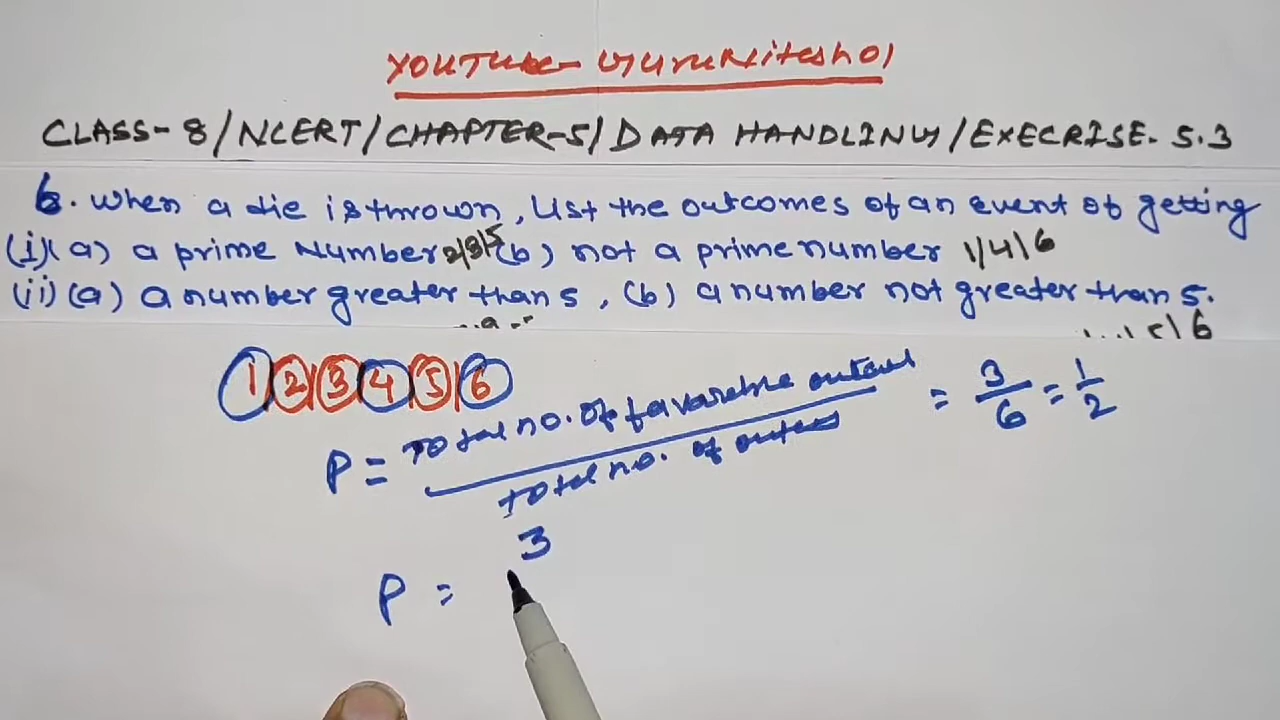 YOUTube- GuruNitesh01
CLASS- 8/NCERT/CHAPTER-5/DATA HANDLING/EXECRISE- 5.3
6. When a die is thrown, List the outcomes of an event of getting
(i)(a) a prime Number 2/3/5 (b) not a prime number 1/4/6
(ii)(a) a number greater than 5, (b) a number not greater than 5.
1 2 3 4 5 6
P = Total no. of favorable / total no. of = 3/6 = 1/2
3
P =